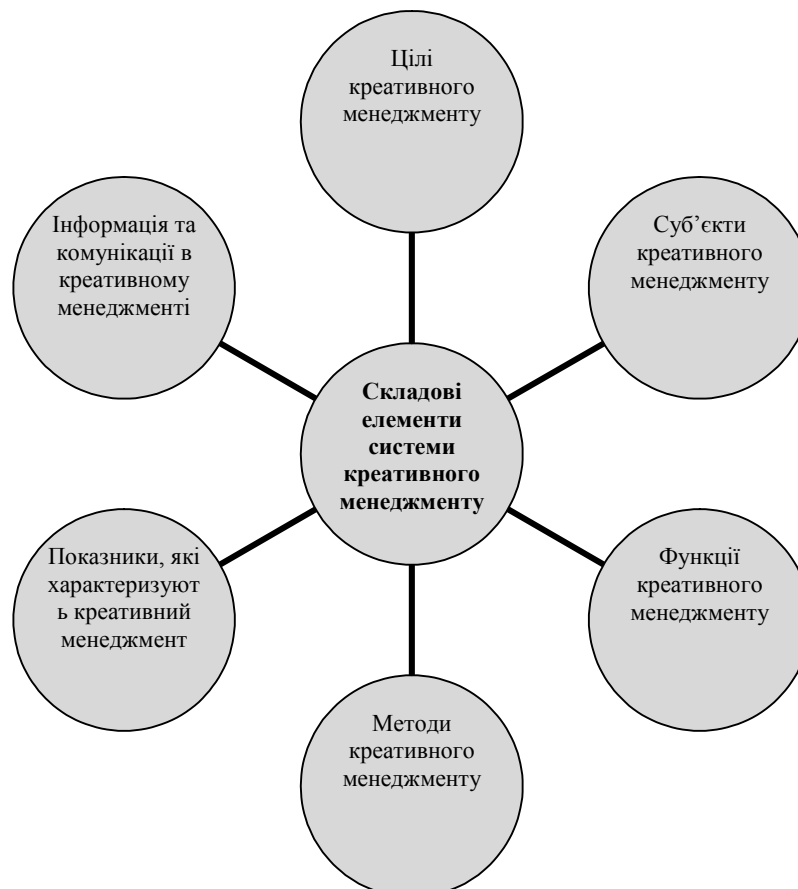 Цілі
креативного
менеджменту
Інформація та
комунікації в
креативному
менеджменті
Суб’єкти
креативного
менеджменту
Складові
елементи
системи
креативного
менеджменту
Показники, які
характеризуют
ь креативний
менеджмент
Функції
креативного
менеджменту
Методи
креативного
менеджменту